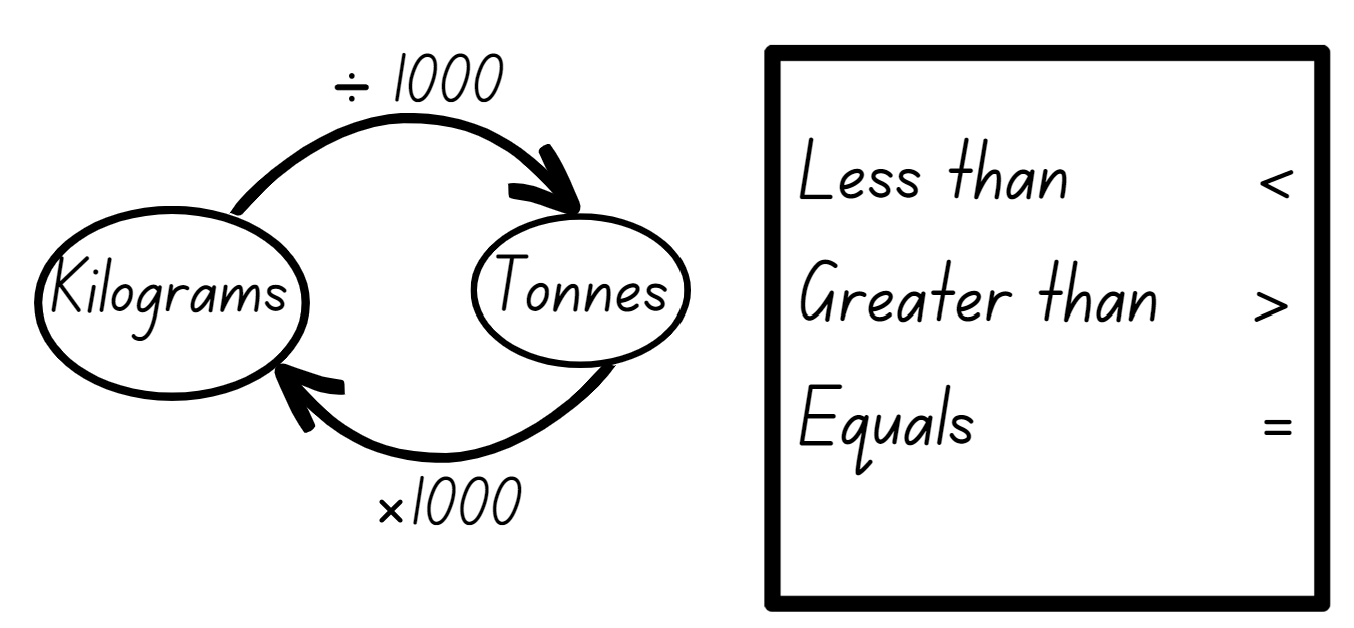 ÷ 1000
Kilograms
Tonnes
×1000
Less than <
Greater than >
Equals =